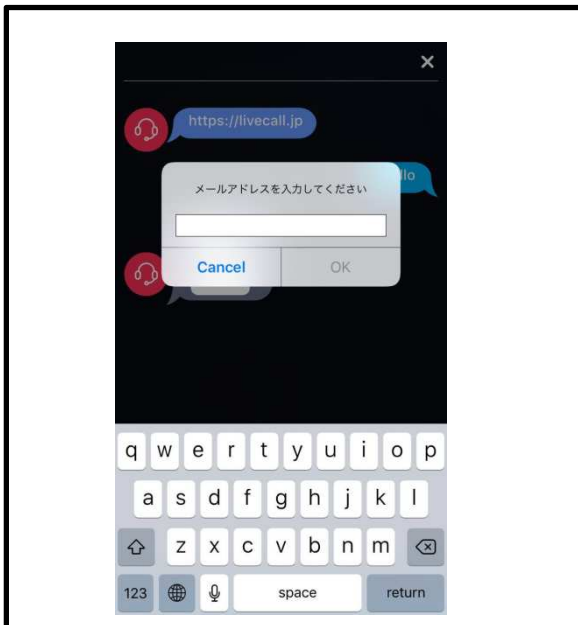 ×
https://livecall.jp
llo
メールアドレスを入力してください
Cancel
OK
q w e r t y u i o p
a s d f g h j k l
z x c v b n m
123
space
return